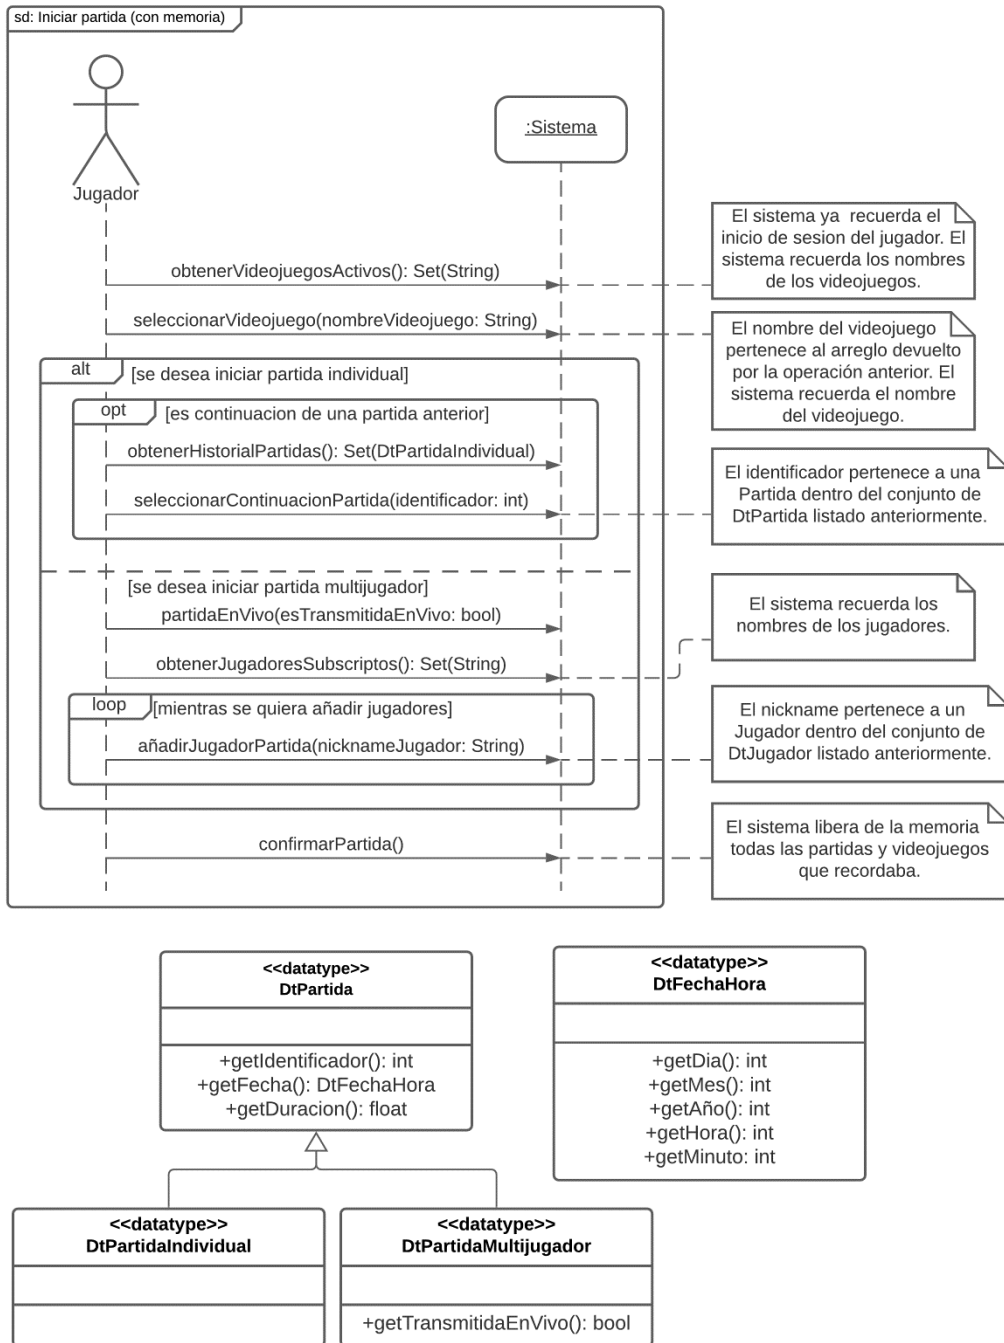 sd: Iniciar partida (con memoria)
Jugador
:Sistema
obtenerVideojuegosActivos(): Set(String)
El sistema ya recuerda el
inicio de sesion del jugador. El
sistema recuerda los nombres
de los videojuegos.
seleccionarVideojuego(nombreVideojuego: String)
El nombre del videojuego
pertenece al arreglo devuelto
por la operación anterior. El
sistema recuerda el nombre
del videojuego.
alt
[se desea iniciar partida individual]
opt
[es continuacion de una partida anterior]
obtenerHistorialPartidas(): Set(DtPartidaIndividual)
seleccionarContinuacionPartida(identificador: int)
El identificador pertenece a una
Partida dentro del conjunto de
DtPartida listado anteriormente.
[se desea iniciar partida multijugador]
partidaEnVivo(esTransmitidaEnVivo: bool)
obtenerJugadoresSubscriptos(): Set(String)
El sistema recuerda los
nombres de los jugadores.
loop
[mientras se quiera añadir jugadores]
añadirJugadorPartida(nicknameJugador: String)
El nickname pertenece a un
Jugador dentro del conjunto de
DtJugador listado anteriormente.
confirmarPartida()
El sistema libera de la memoria
todas las partidas y videojuegos
que recordaba.
<<datatype>>
DtPartida
+getIdentificador(): int
+getFecha(): DtFechaHora
+getDuracion(): float
<<datatype>>
DtFechaHora
+getDia(): int
+getMes(): int
+getAño(): int
+getHora(): int
+getMinuto: int
<<datatype>>
DtPartidaIndividual
<<datatype>>
DtPartidaMultijugador
+getTransmitidaEnVivo(): bool